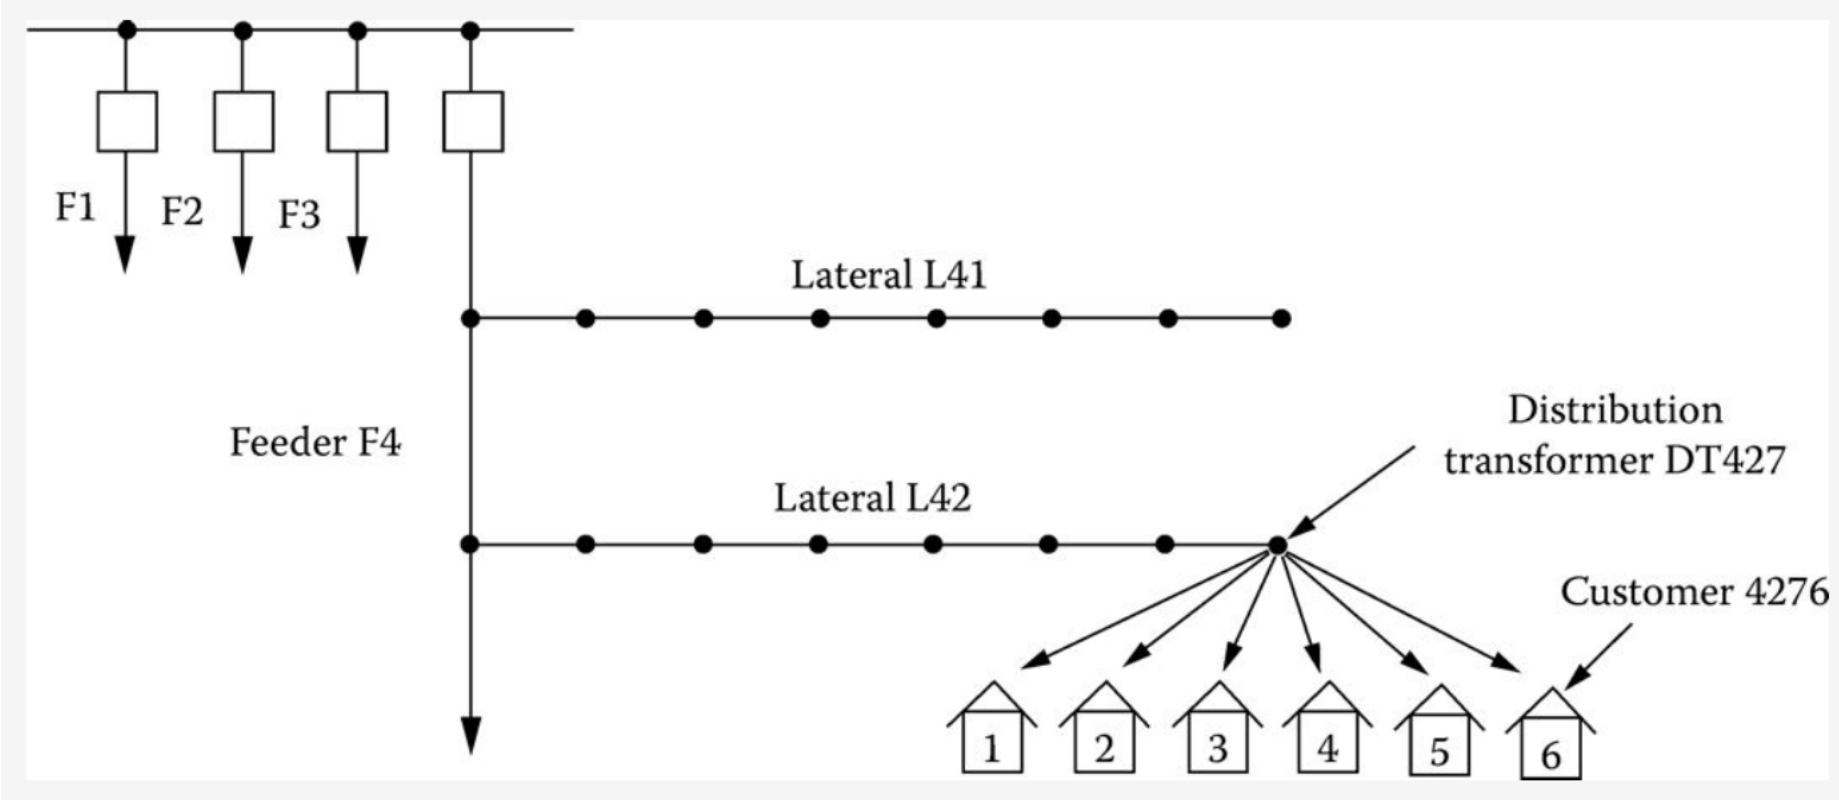 F1
F2
F3
Lateral L41
Feeder F4
Distribution
transformer DT427
Lateral L42
Customer 4276
1
2
3
4
5
6